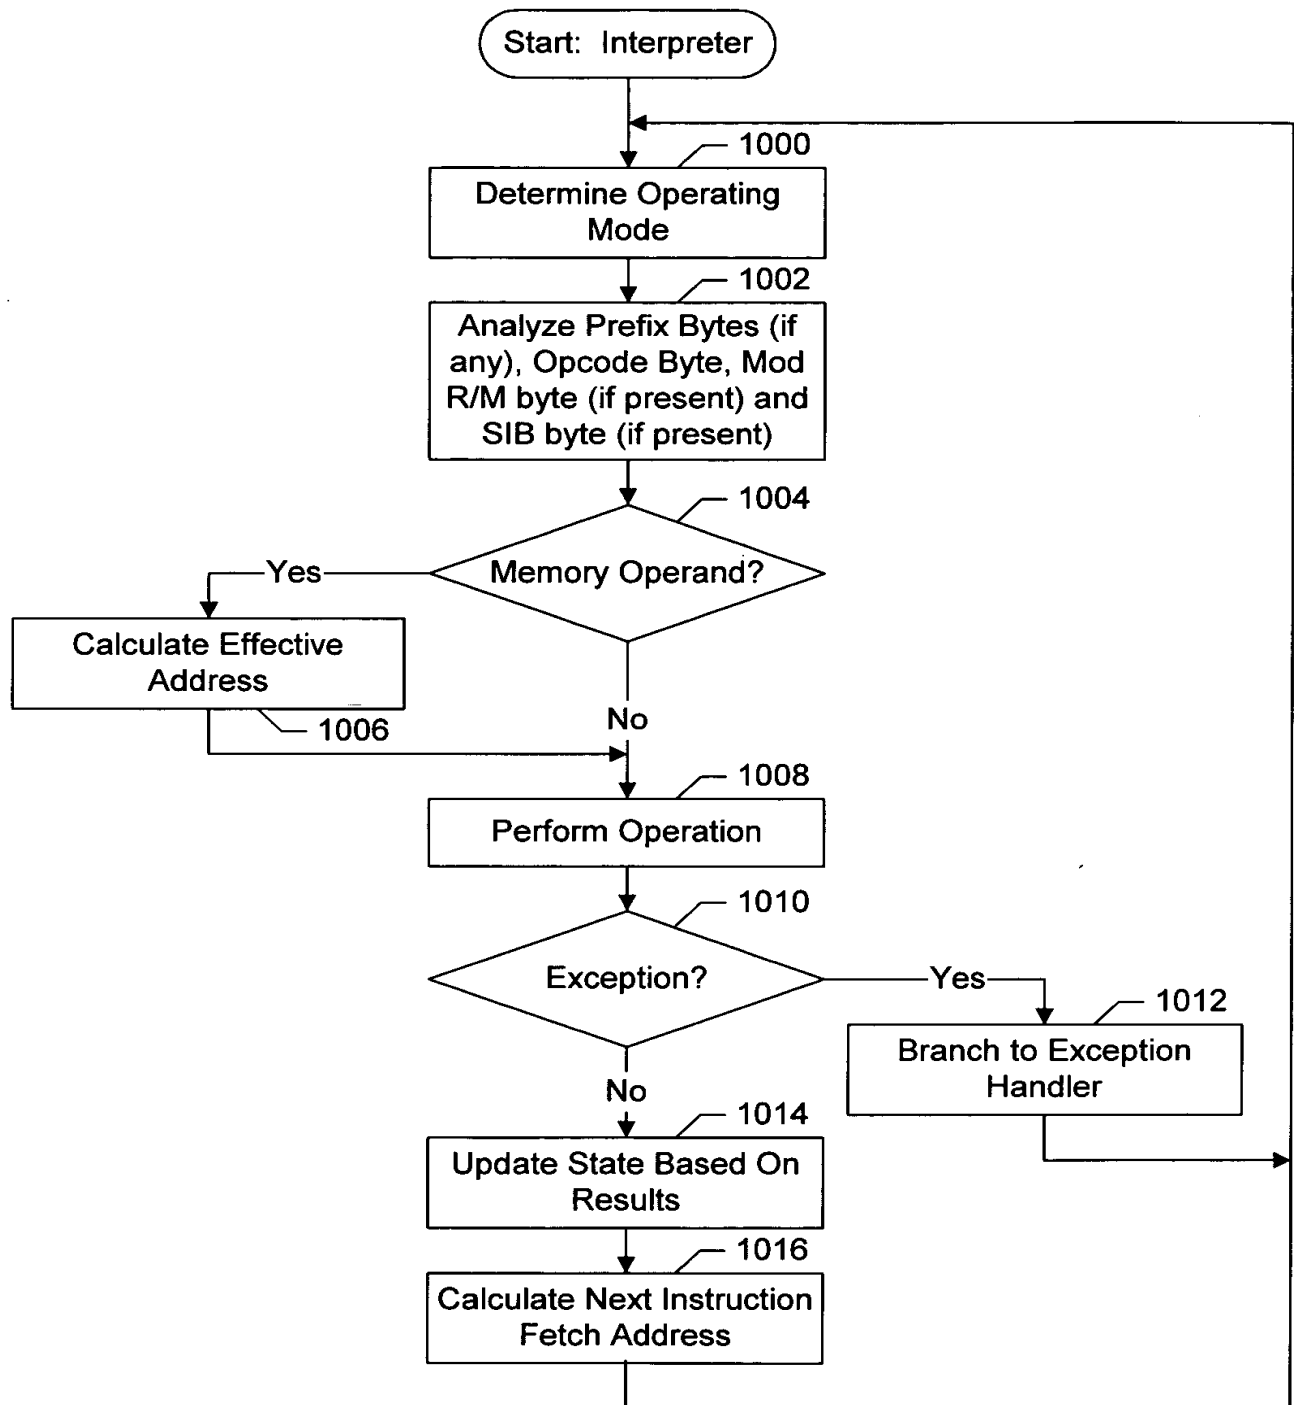 Start: Interpreter
1000
Determine Operating
Mode
1002
Analyze Prefix Bytes (if
any), Opcode Byte, Mod
R/M byte (if present) and
SIB byte (if present)
1004
Memory Operand?
Yes
Calculate Effective
Address
1006
No
1008
Perform Operation
1010
Exception?
Yes
1012
Branch to Exception
Handler
No
1014
Update State Based On
Results
1016
Calculate Next Instruction
Fetch Address